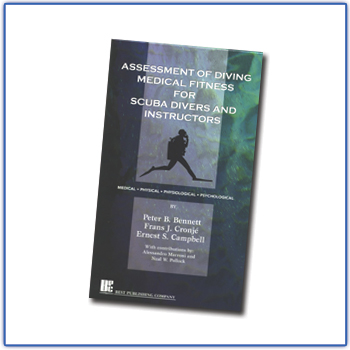 ASSESSMENT OF DIVING
MEDICAL FITNESS
FOR
SCUBA DIVERS AND
INSTRUCTORS
MEDICAL • PHYSICAL • PHYSIOLOGICAL • PSYCHOLOGICAL
BY:
Peter B. Bennett
Frans J. Cronjé
Ernest S. Campbell
With contributions by:
Alessandro Marroni and
Neal W. Pollock
BEST PUBLISHING COMPANY